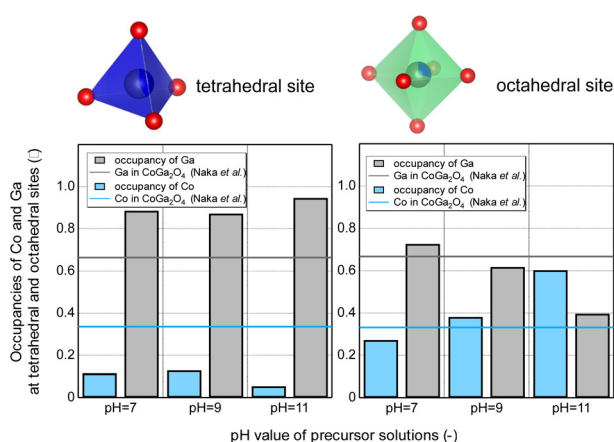 tetrahedral site
octahedral site
Occupancies of Co and Ga
at tetrahedral and octahedral sites (▯)
1.0
0.8
0.6
0.4
0.2
0
occupancy of Ga
Ga in CoGa₂O₄ (Naka et al.)
occupancy of Co
Co in CoGa₂O₄ (Naka et al.)
pH=7
pH=9
pH=11
1.0
0.8
0.6
0.4
0.2
0
occupancy of Ga
Ga in CoGa₂O₄ (Naka et al.)
occupancy of Co
Co in CoGa₂O₄ (Naka et al.)
pH=7
pH=9
pH=11
pH value of precursor solutions (-)